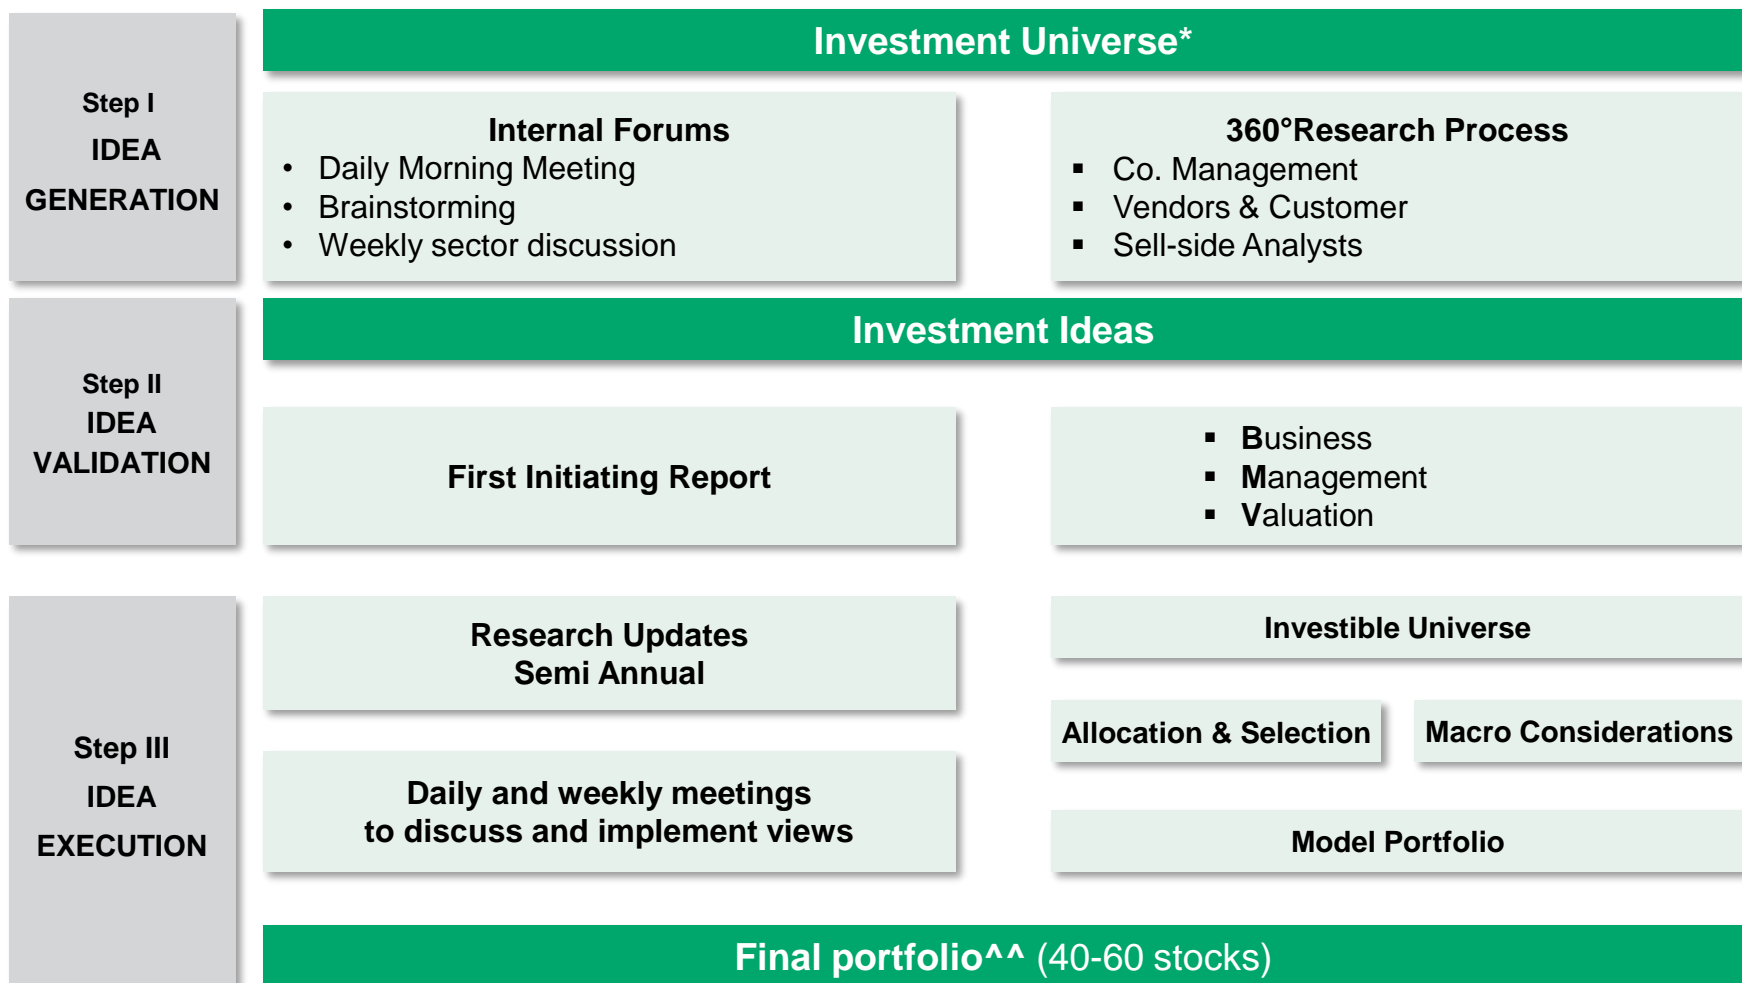 Step I
IDEA
GENERATION
Investment Universe*
Internal Forums
• Daily Morning Meeting
• Brainstorming
• Weekly sector discussion
360°Research Process
▪ Co. Management
▪ Vendors & Customer
▪ Sell-side Analysts
Step II
IDEA
VALIDATION
Investment Ideas
First Initiating Report
▪ Business
▪ Management
▪ Valuation
Step III
IDEA
EXECUTION
Research Updates
Semi Annual
Daily and weekly meetings
to discuss and implement views
Investible Universe
Allocation & Selection
Macro Considerations
Model Portfolio
Final portfolio^^ (40-60 stocks)